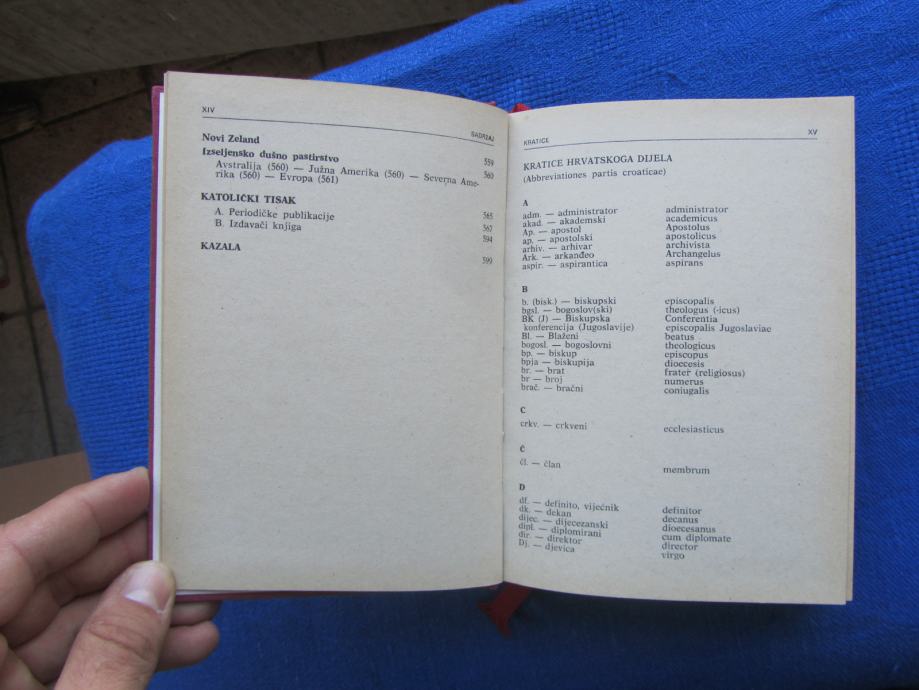 XIV
SADRŽAJ
Novi Zeland
559
Izseljensko dušno pastirstvo
560
Avstralija (560) — Južna Amerika (560) — Severna Ame-
rika (560) — Evropa (561)
KATOLIČKI TISAK
565
A. Periodičke publikacije
567
B. Izdavači knjiga
594
KAZALA
599
KRATICE
XV
KRATICE HRVATSKOGA DIJELA
(Abbreviationes partis croaticae)
A
adm. — administrator administrator
akad. — akademski academicus
Ap. — apostol Apostolus
ap. — apostolski apostolicus
arhiv. — arhivar archivista
Ark. — arkanđeo Archangelus
aspir. — aspirantica aspirans
B
b. (bisk.) — biskupski episcopalis
bgsl. — bogoslov(ski) theologus (-icus)
BK (J) — Biskupska Conferentia
konferencija (Jugoslavije) episcopalis Jugoslaviae
Bl. — Blaženi beatus
bogosl. — bogoslovni theologicus
bp. — biskup episcopus
bpja — biskupija dioecesis
br. — brat frater (religiosus)
br — broj numerus
brač. — bračni coniugalis
C
crkv. — crkveni ecclesiasticus
Č
čl. — član membrum
D
df. — definito, viječnik definitor
dk. — dekan decanus
dijec. — dijecezanski dioecesanus
dipl. — diplomirani cum diplomate
dir. — direktor director
Dj. — djevica virgo